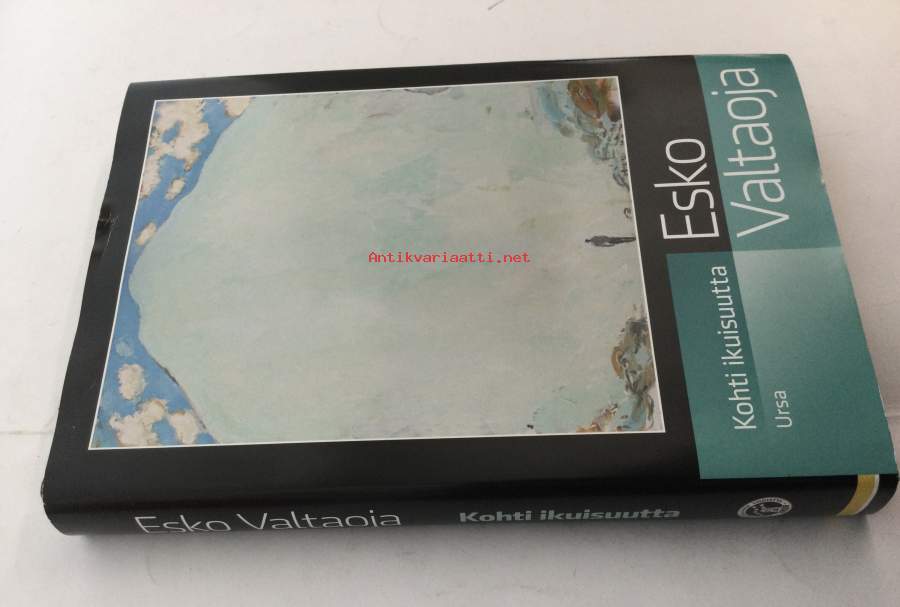 Esko
Valtaoja
Kohti ikuisuutta
Ursa
Antikvariaatti.net
Esko Valtaoja
Kohti ikuisuutta